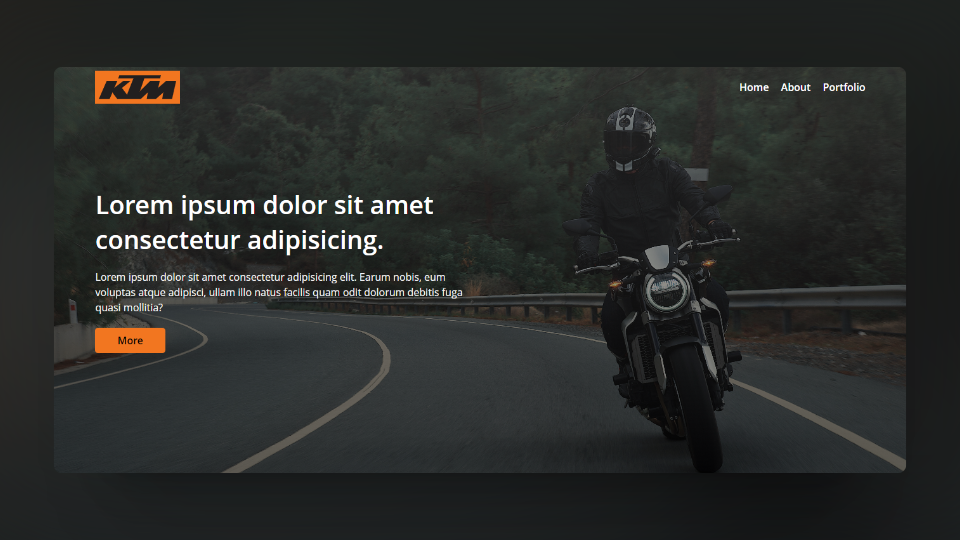 KTM
Home About Portfolio
Lorem ipsum dolor sit amet
consectetur adipisicing.
Lorem ipsum dolor sit amet consectetur adipisicing elit. Earum nobis, eum
voluptas atque adipisci, ullam illo natus facilis quam odit dolorum debitis fuga
quasi mollitia?
More